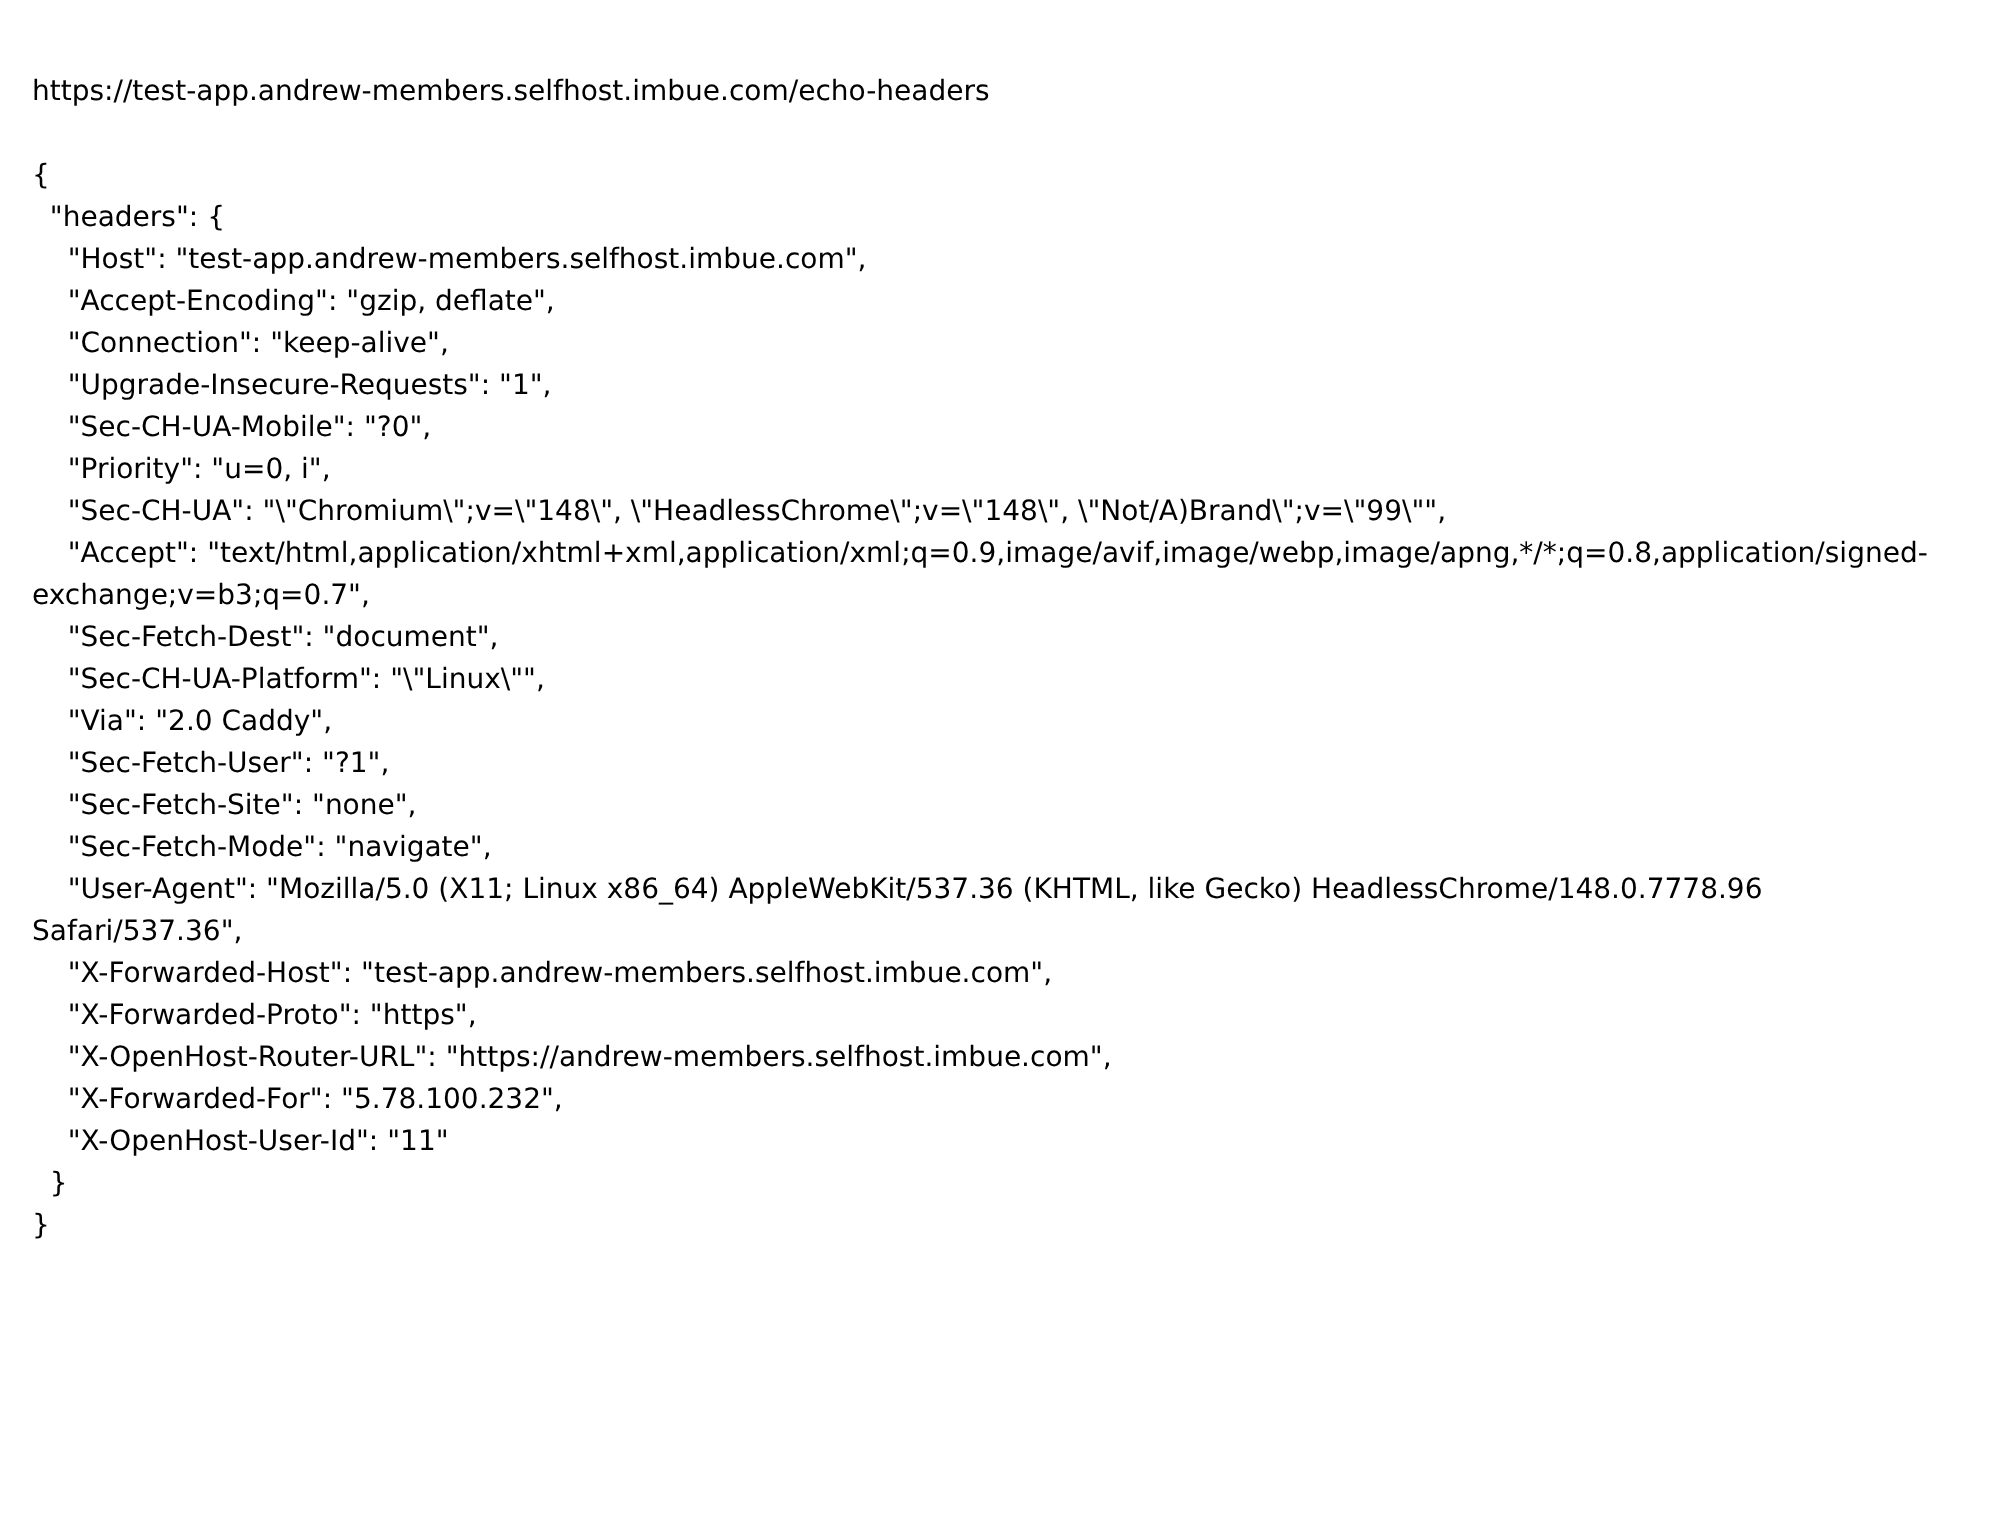 https://test-app.andrew-members.selfhost.imbue.com/echo-headers
{
"headers": {
"Host": "test-app.andrew-members.selfhost.imbue.com",
"Accept-Encoding": "gzip, deflate",
"Connection": "keep-alive",
"Upgrade-Insecure-Requests": "1",
"Sec-CH-UA-Mobile": "?0",
"Priority": "u=0, i",
"Sec-CH-UA": "\"Chromium\";v=\"148\", \"HeadlessChrome\";v=\"148\", \"Not/A)Brand\";v=\"99\"",
"Accept": "text/html,application/xhtml+xml,application/xml;q=0.9,image/avif,image/webp,image/apng,*/*;q=0.8,application/signed-
exchange;v=b3;q=0.7",
"Sec-Fetch-Dest": "document",
"Sec-CH-UA-Platform": "\"Linux\"",
"Via": "2.0 Caddy",
"Sec-Fetch-User": "?1",
"Sec-Fetch-Site": "none",
"Sec-Fetch-Mode": "navigate",
"User-Agent": "Mozilla/5.0 (X11; Linux x86_64) AppleWebKit/537.36 (KHTML, like Gecko) HeadlessChrome/148.0.7778.96
Safari/537.36",
"X-Forwarded-Host": "test-app.andrew-members.selfhost.imbue.com",
"X-Forwarded-Proto": "https",
"X-OpenHost-Router-URL": "https://andrew-members.selfhost.imbue.com",
"X-Forwarded-For": "5.78.100.232",
"X-OpenHost-User-Id": "11"
}
}